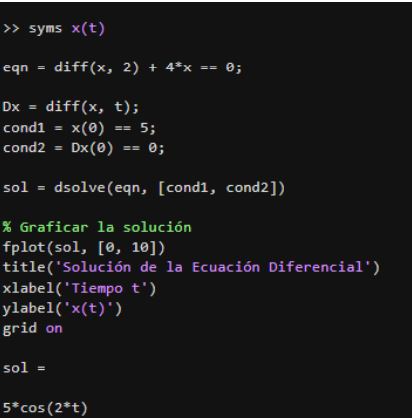 >> syms x(t)
eqn = diff(x, 2) + 4*x == 0;
Dx = diff(x, t);
cond1 = x(0) == 5;
cond2 = Dx(0) == 0;
sol = dsolve(eqn, [cond1, cond2])
% Graficar la solución
fplot(sol, [0, 10])
title('Solución de la Ecuación Diferencial')
xlabel('Tiempo t')
ylabel('x(t)')
grid on
sol =
5*cos(2*t)